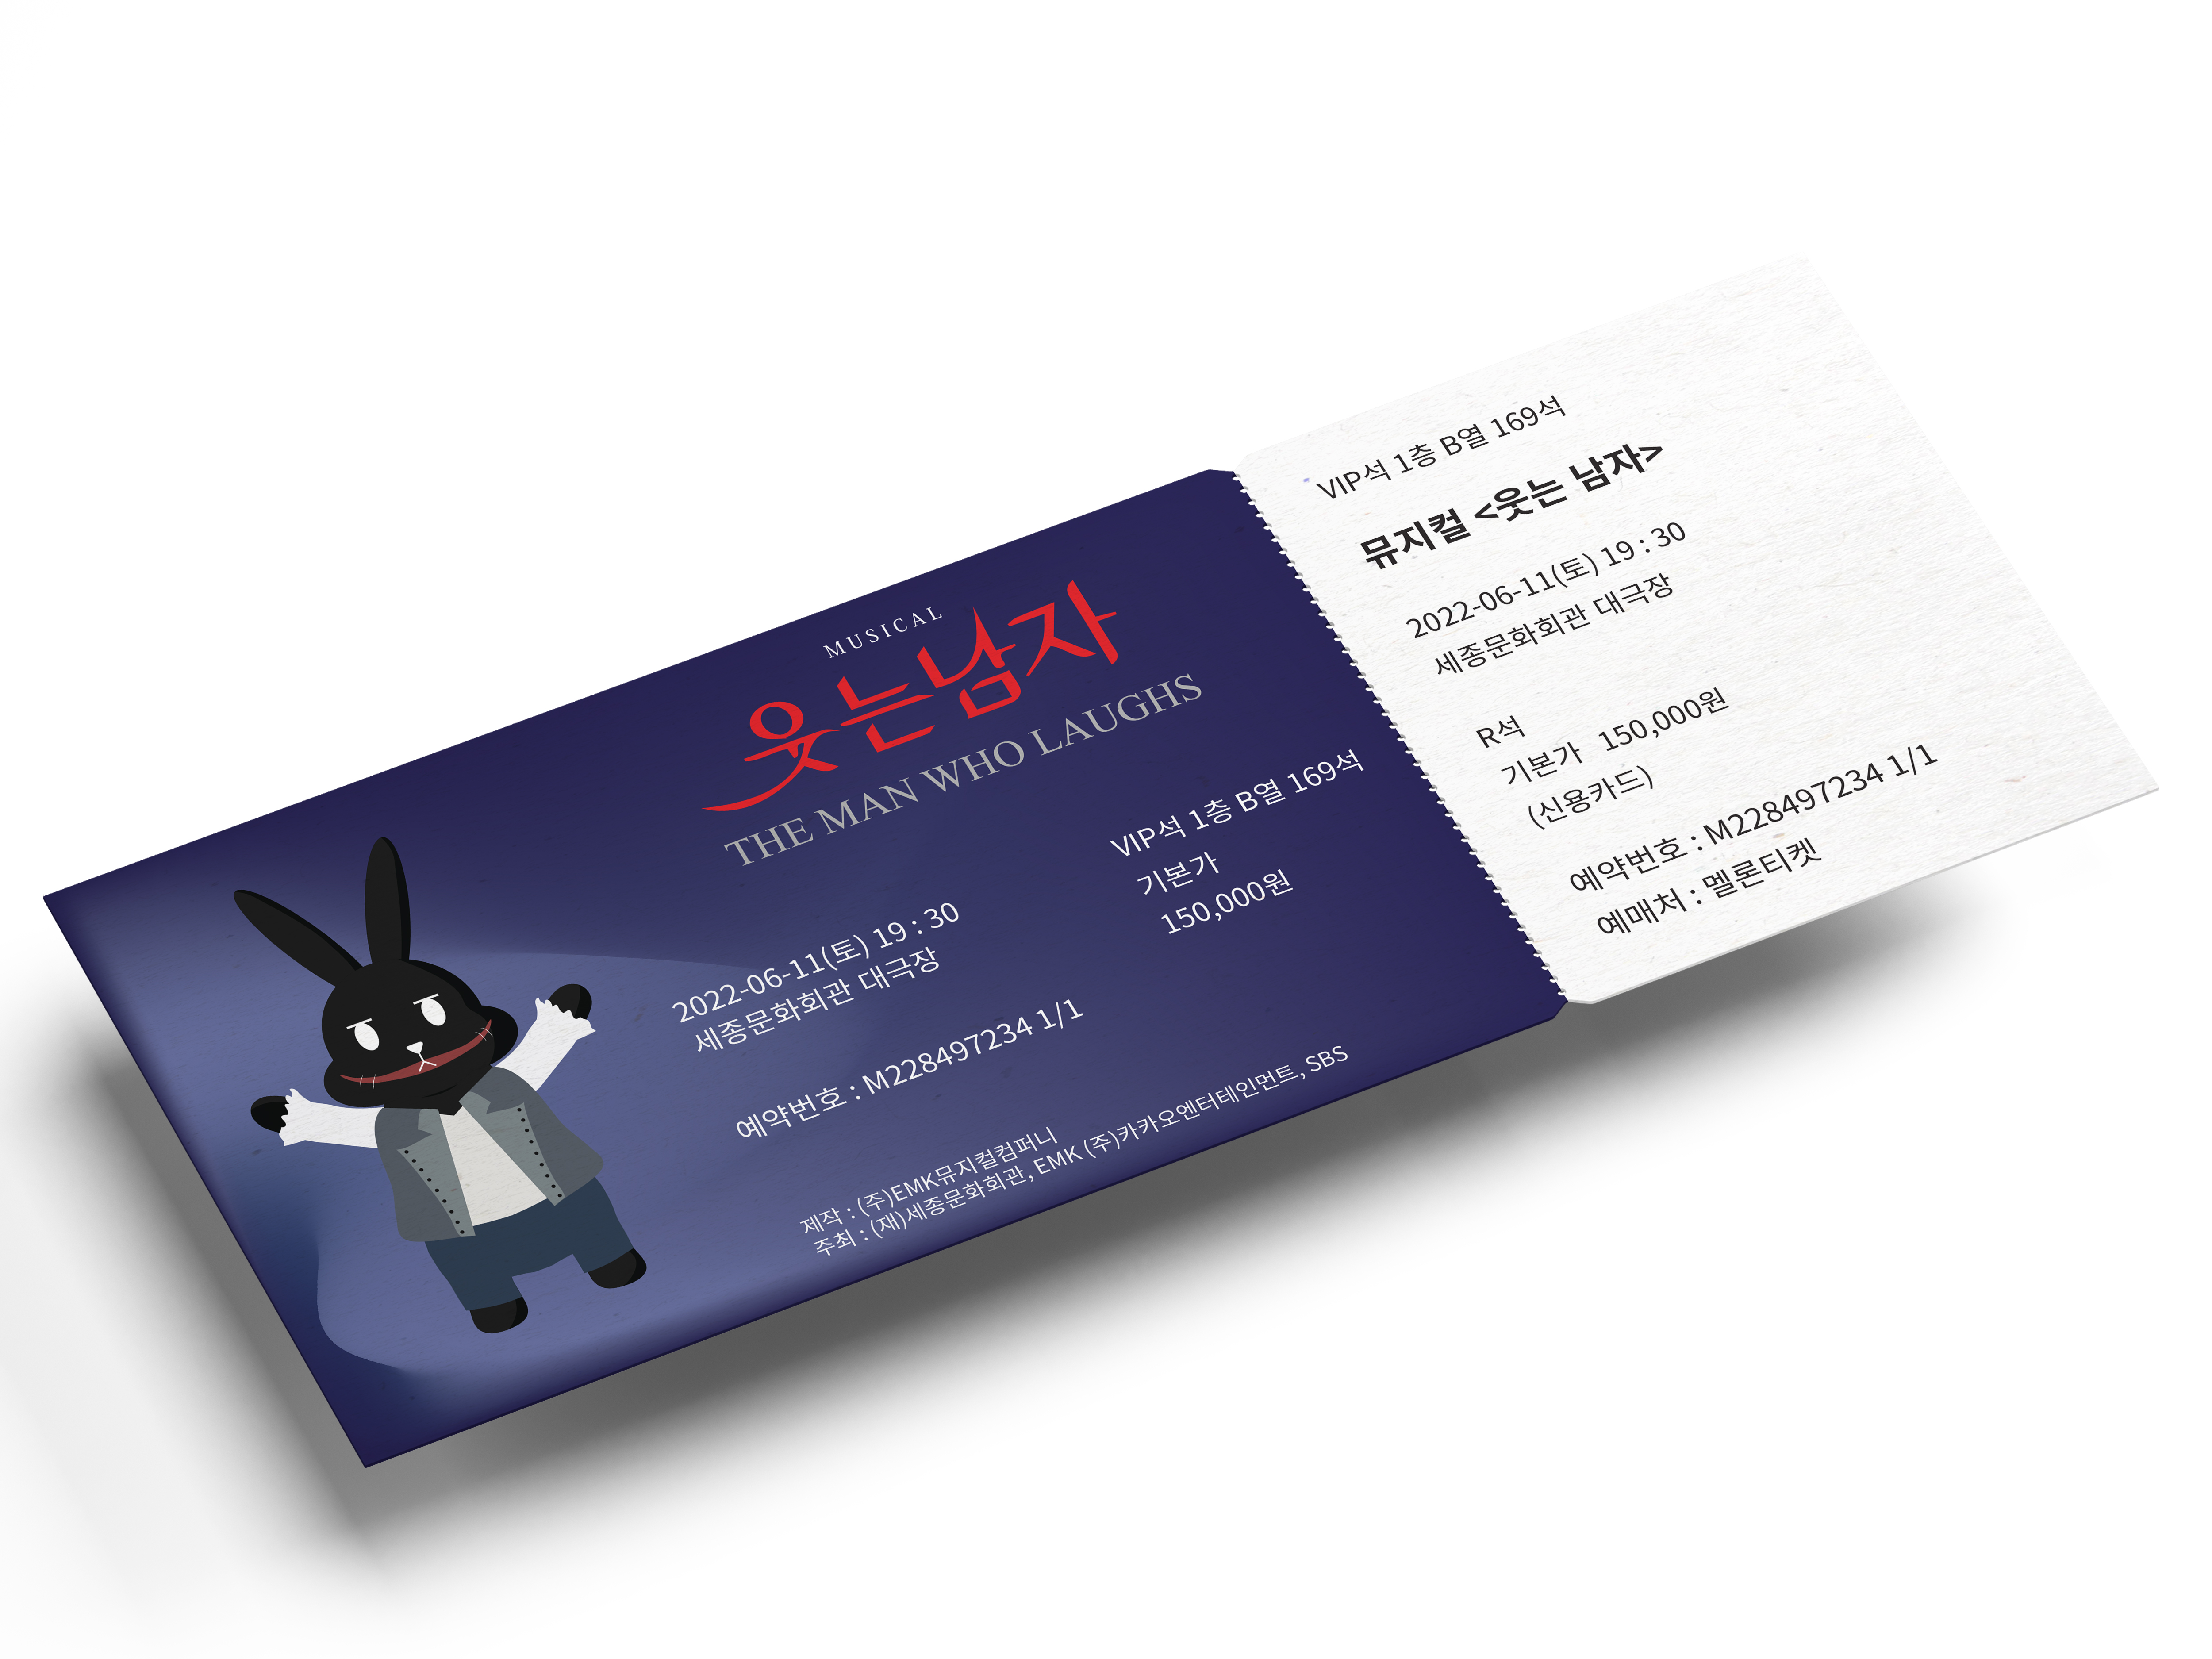 MUSICAL
웃는남자
THE MAN WHO LAUGHS
2022-06-11(토) 19 : 30
세종문화회관 대극장
예약번호 : M228497234 1/1
VIP석 1층 B열 169석
기본가
150,000원
제작 : (주)EMK뮤지컬컴퍼니
주최 : (재)세종문화회관, EMK (주)카카오엔터테인먼트, SBS
VIP석 1층 B열 169석
뮤지컬 <웃는 남자>
2022-06-11(토) 19 : 30
세종문화회관 대극장
R석
기본가 150,000원
(신용카드)
예약번호 : M228497234 1/1
예매처 : 멜론티켓